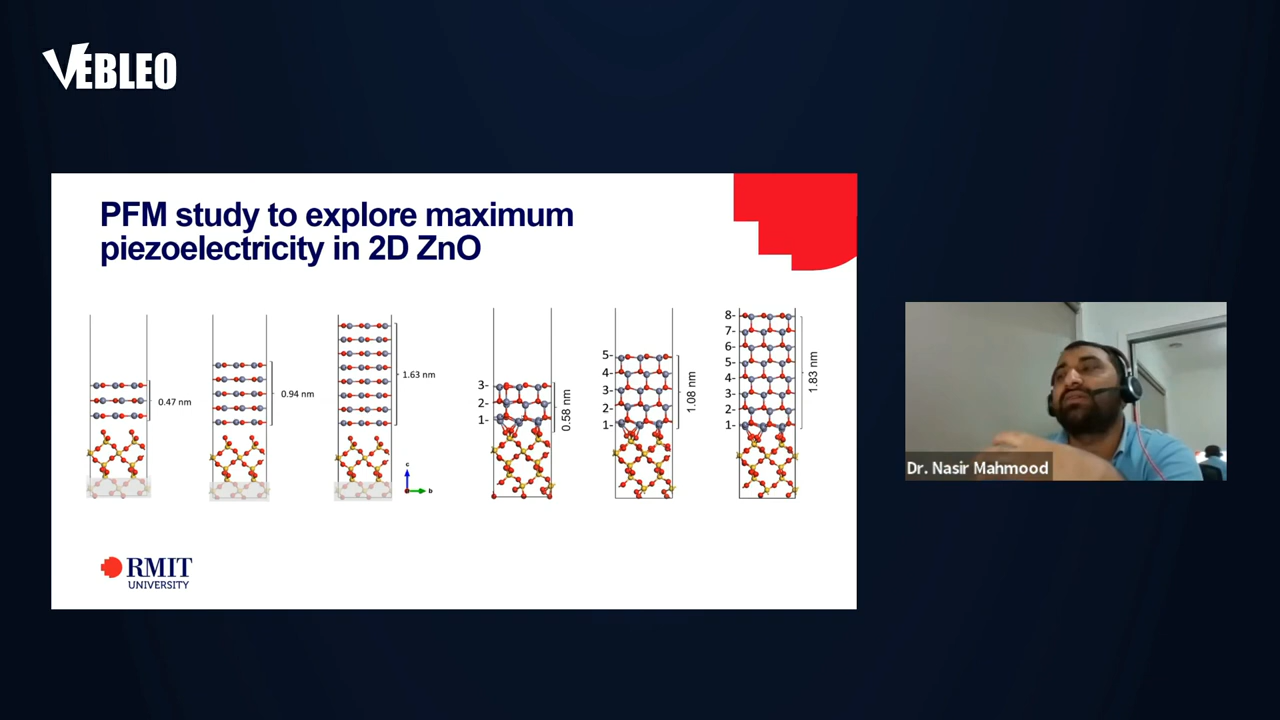 VEBLEO
PFM study to explore maximum
piezoelectricity in 2D ZnO
0.47 nm
0.94 nm
1.63 nm
c
b
3-
2-
1-
0.58 nm
5-
4-
3-
2-
1-
1.08 nm
8-
7-
6-
5-
4-
3-
2-
1-
1.83 nm
Dr. Nasir Mahmood
RMIT
UNIVERSITY